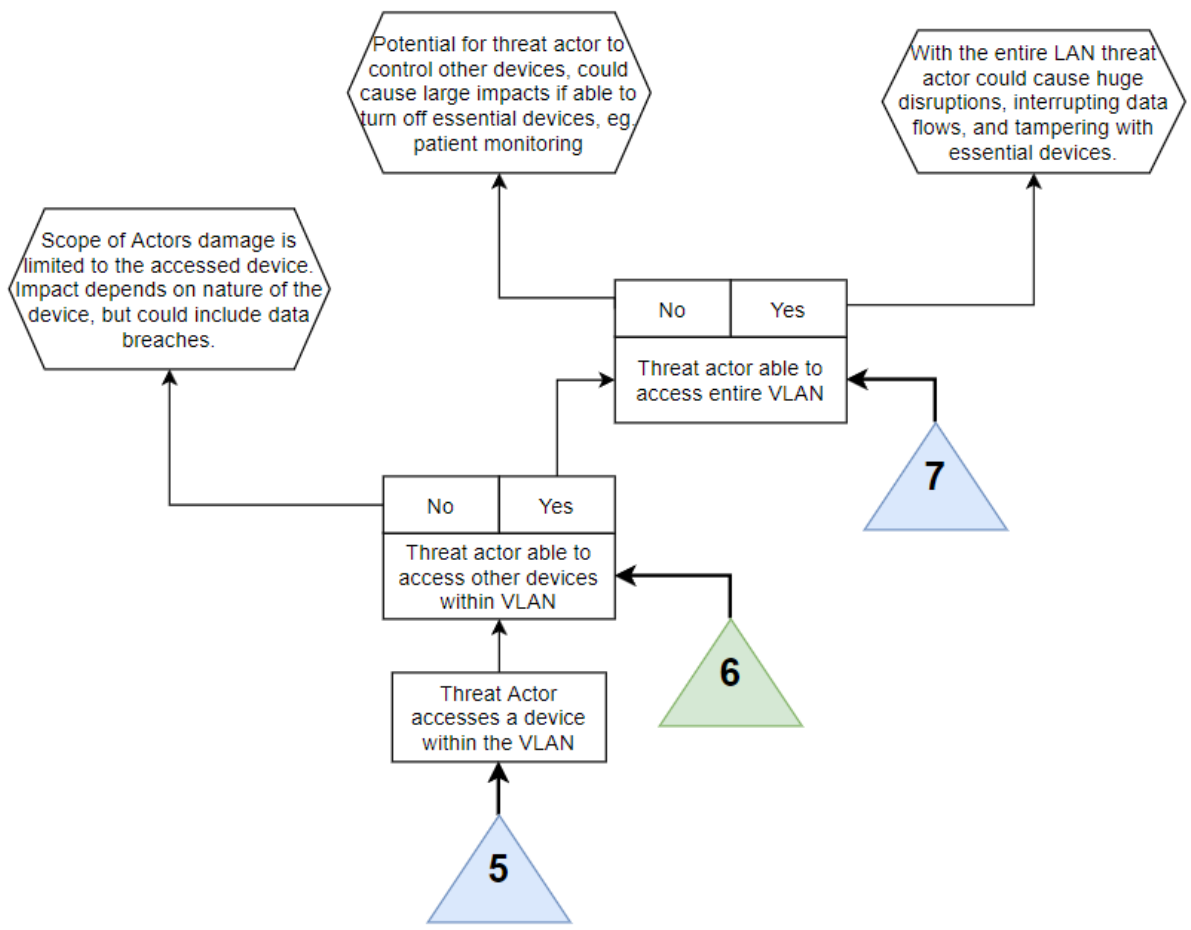 Potential for threat actor to
control other devices, could
cause large impacts if able to
turn off essential devices, eg.
patient monitoring
With the entire LAN threat
actor could cause huge
disruptions, interrupting data
flows, and tampering with
essential devices.
Scope of Actors damage is
limited to the accessed device.
Impact depends on nature of the
device, but could include data
breaches.
No
Yes
Threat actor able to
access entire VLAN
7
No
Yes
Threat actor able to
access other devices
within VLAN
6
Threat Actor
accesses a device
within the VLAN
5